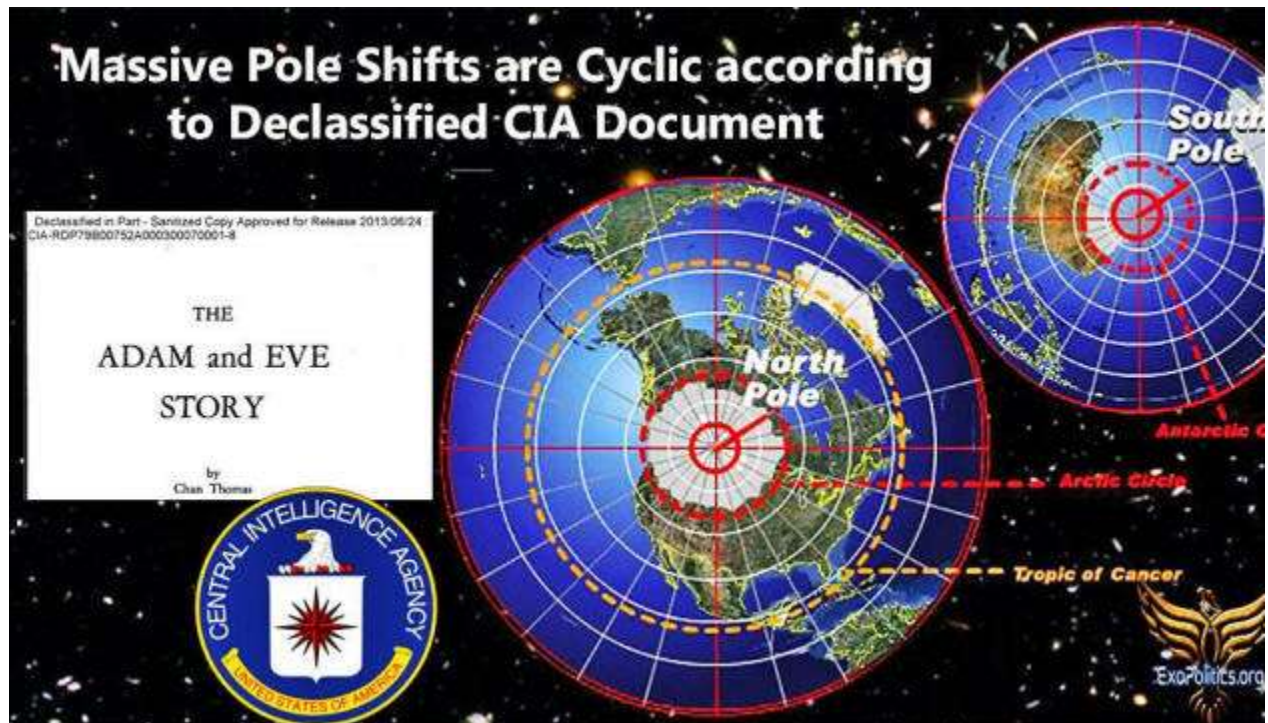 Massive Pole Shifts are Cyclic according
to Declassified CIA Document
Declassified in Part - Sanitized Copy Approved for Release 2013/06/24
CIA-RDP79B00752A000300070001-8
THE
ADAM and EVE
STORY
by
Chan Thomas
CENTRAL INTELLIGENCE AGENCY
UNITED STATES OF AMERICA
North
Pole
Arctic Circle
Tropic of Cancer
South
Pole
Antarctic C
ExoPolitics.org